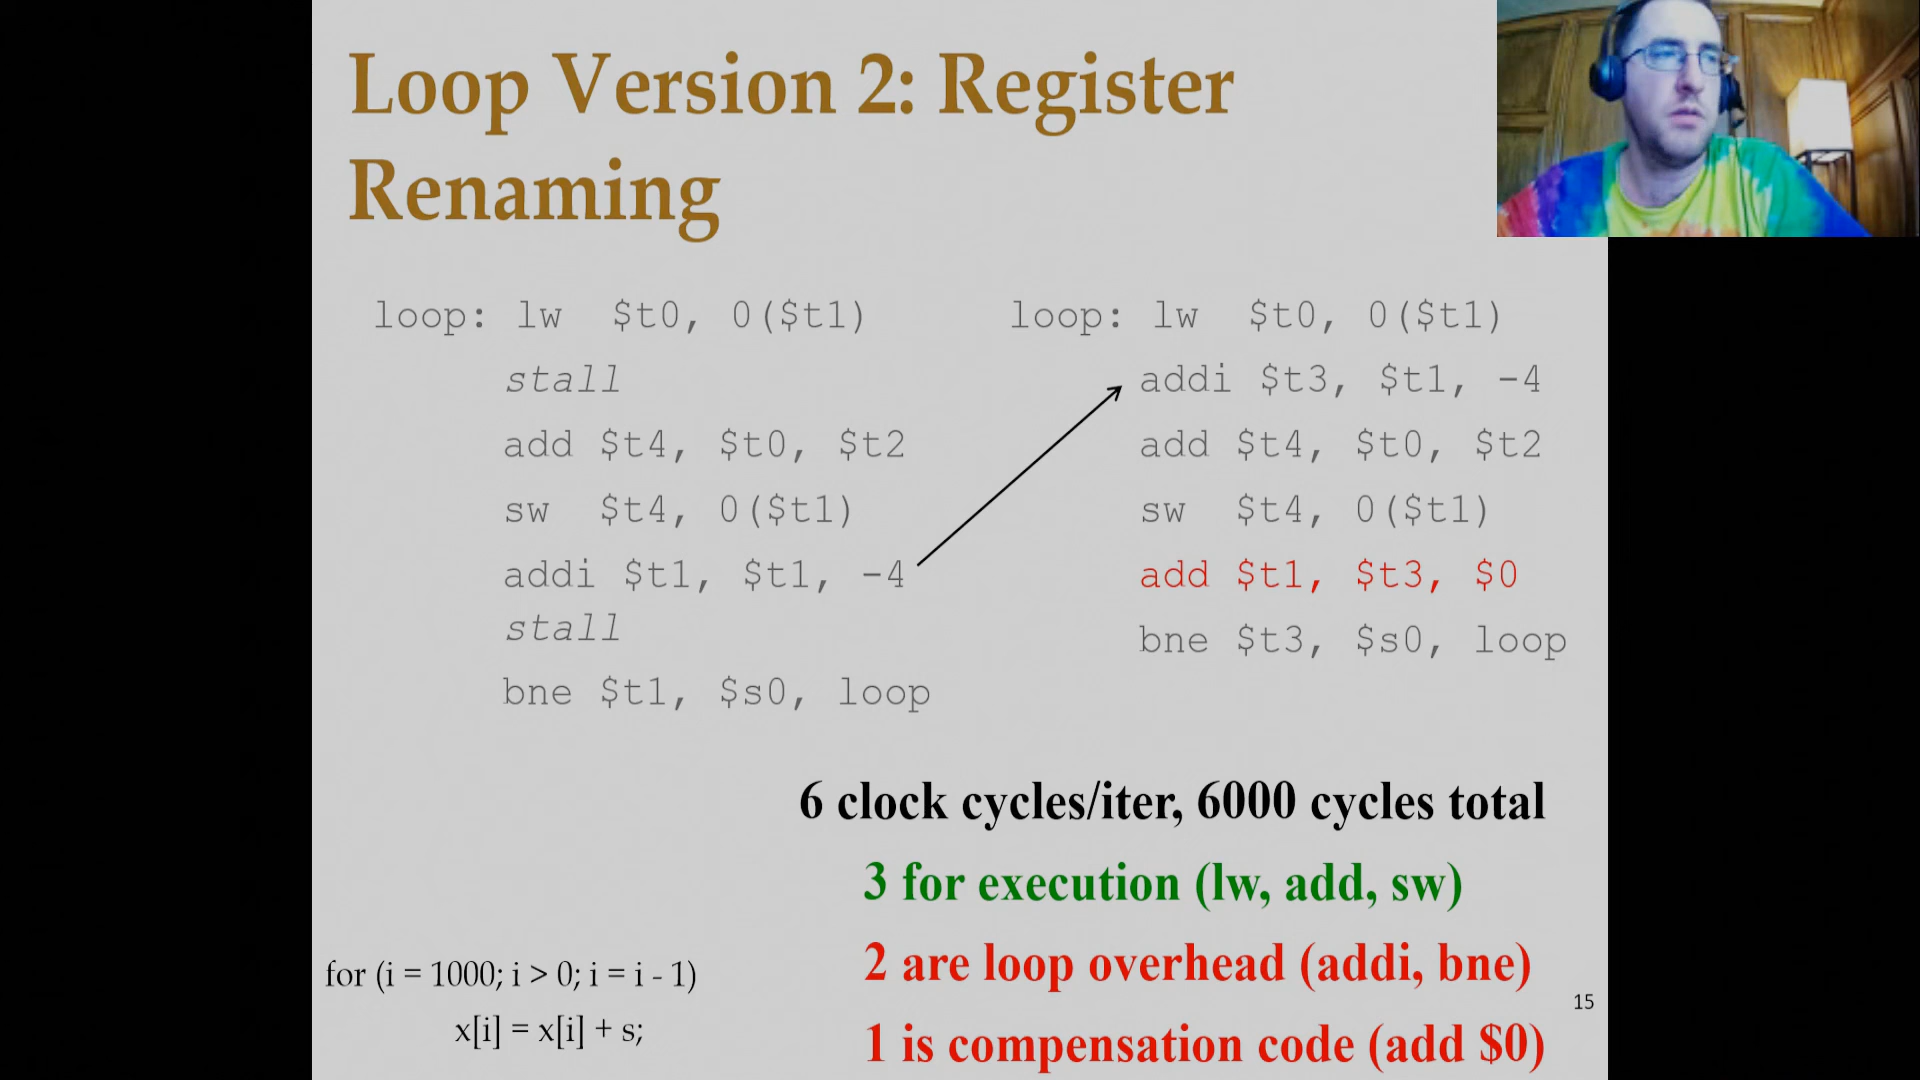 Loop Version 2: Register
Renaming
loop: lw $t0, 0($t1)
stall
add $t4, $t0, $t2
sw $t4, 0($t1)
addi $t1, $t1, -4
stall
bne $t1, $s0, loop
loop: lw $t0, 0($t1)
addi $t3, $t1, -4
add $t4, $t0, $t2
sw $t4, 0($t1)
add $t1, $t3, $0
bne $t3, $s0, loop
6 clock cycles/iter, 6000 cycles total
3 for execution (lw, add, sw)
2 are loop overhead (addi, bne)
1 is compensation code (add $0)
for (i = 1000; i > 0; i = i - 1)
x[i] = x[i] + s;
15